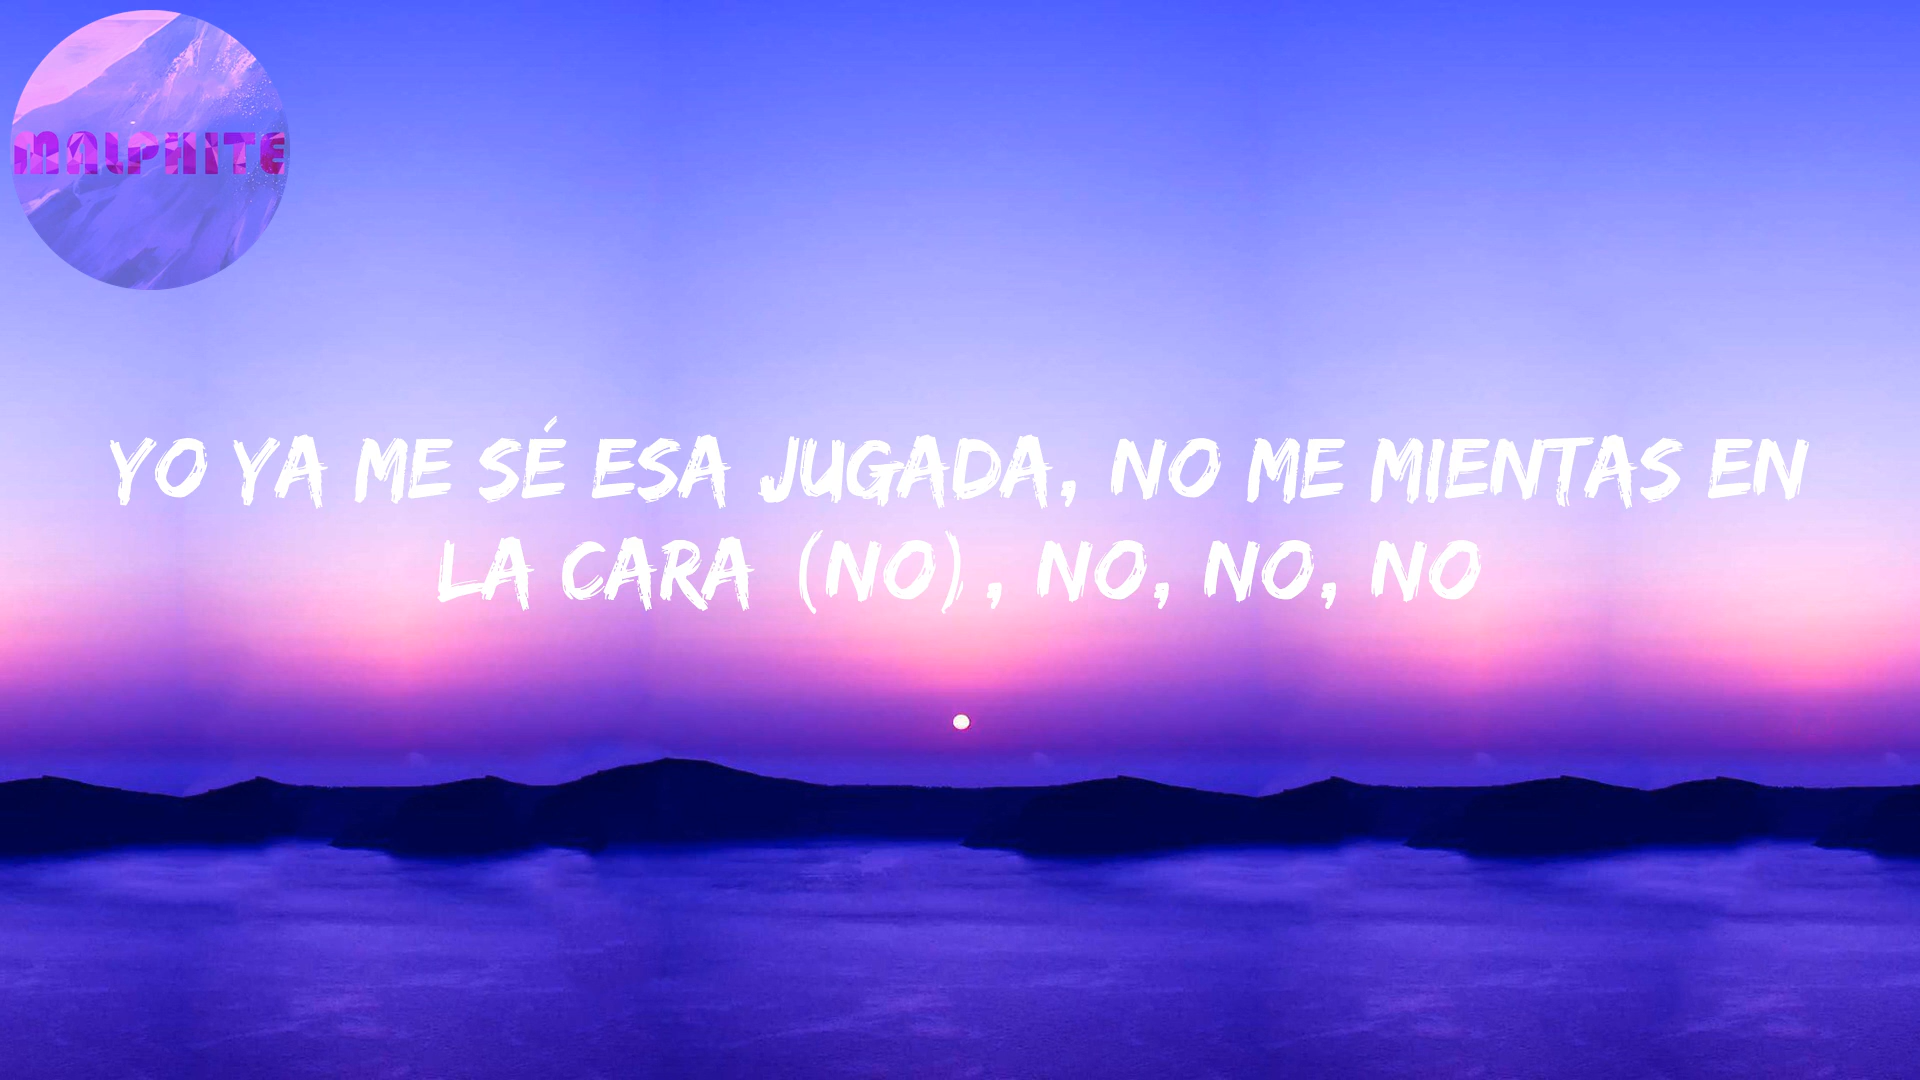 MALPHITE
YO YA ME SÉ ESA JUGADA, NO ME MIENTAS EN
LA CARA (NO), NO, NO, NO